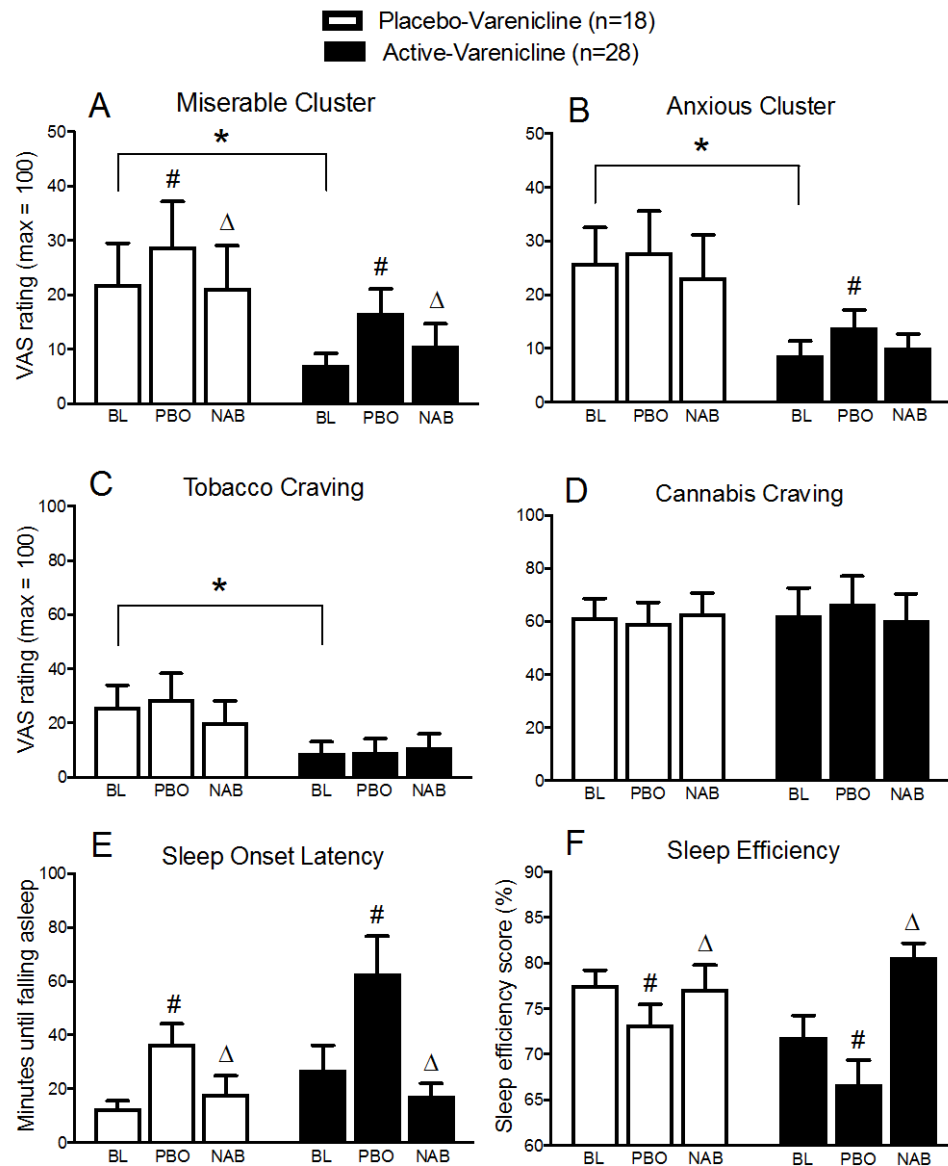 Placebo-Varenicline (n=18)
Active-Varenicline (n=28)
A Miserable Cluster
VAS rating (max = 100)
50
40
30
20
10
0
*
#
Δ
#
Δ
BL PBO NAB BL PBO NAB
B Anxious Cluster
50
40
30
20
10
0
*
#
BL PBO NAB BL PBO NAB
C Tobacco Craving
VAS rating (max = 100)
100
80
60
40
20
0
*
BL PBO NAB BL PBO NAB
D Cannabis Craving
100
80
60
40
20
0
BL PBO NAB BL PBO NAB
E Sleep Onset Latency
Minutes until falling asleep
100
80
60
40
20
0
#
Δ
#
Δ
BL PBO NAB BL PBO NAB
F Sleep Efficiency
Sleep efficiency score (%)
90
85
80
75
70
65
60
#
Δ
#
Δ
BL PBO NAB BL PBO NAB